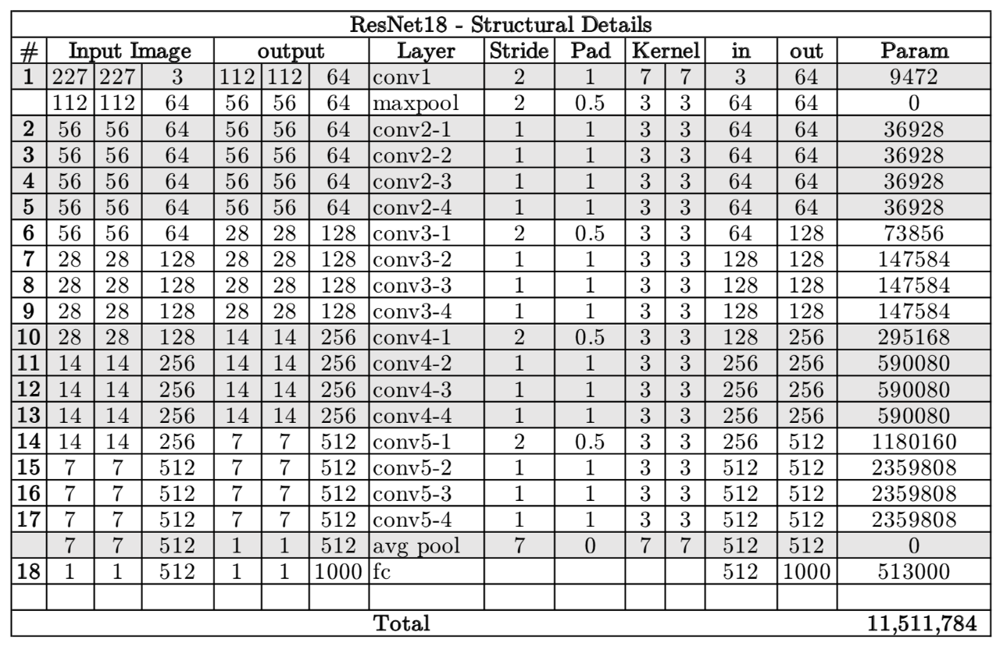 ResNet18 - Structural Details
# Input Image output Layer Stride Pad Kernel in out Param
1 227 227 3 112 112 64 conv1 2 1 7 7 3 64 9472
112 112 64 56 56 64 maxpool 2 0.5 3 3 64 64 0
2 56 56 64 56 56 64 conv2-1 1 1 3 3 64 64 36928
3 56 56 64 56 56 64 conv2-2 1 1 3 3 64 64 36928
4 56 56 64 56 56 64 conv2-3 1 1 3 3 64 64 36928
5 56 56 64 56 56 64 conv2-4 1 1 3 3 64 64 36928
6 56 56 64 28 28 128 conv3-1 2 0.5 3 3 64 128 73856
7 28 28 128 28 28 128 conv3-2 1 1 3 3 128 128 147584
8 28 28 128 28 28 128 conv3-3 1 1 3 3 128 128 147584
9 28 28 128 28 28 128 conv3-4 1 1 3 3 128 128 147584
10 28 28 128 14 14 256 conv4-1 2 0.5 3 3 128 256 295168
11 14 14 256 14 14 256 conv4-2 1 1 3 3 256 256 590080
12 14 14 256 14 14 256 conv4-3 1 1 3 3 256 256 590080
13 14 14 256 14 14 256 conv4-4 1 1 3 3 256 256 590080
14 14 14 256 7 7 512 conv5-1 2 0.5 3 3 256 512 1180160
15 7 7 512 7 7 512 conv5-2 1 1 3 3 512 512 2359808
16 7 7 512 7 7 512 conv5-3 1 1 3 3 512 512 2359808
17 7 7 512 7 7 512 conv5-4 1 1 3 3 512 512 2359808
7 7 512 1 1 512 avg pool 7 0 7 7 512 512 0
18 1 1 512 1 1 1000 fc 512 1000 513000
Total 11,511,784